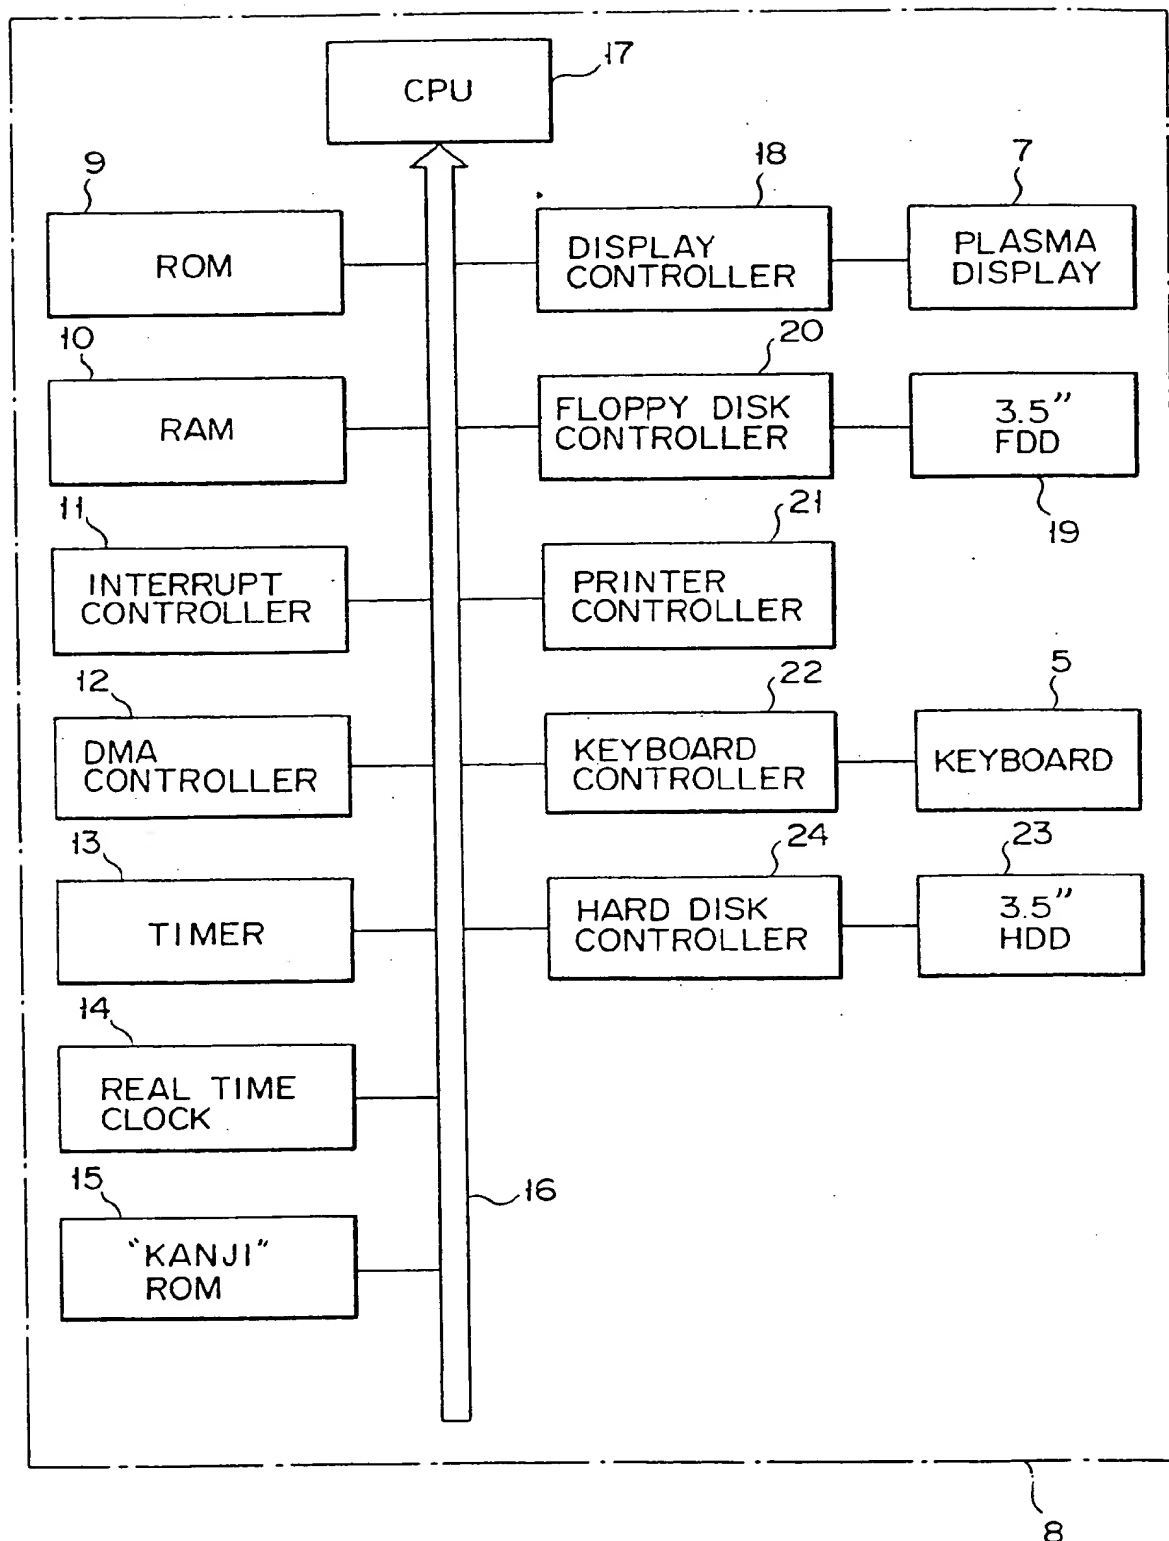 CPU
17
9
ROM
18
DISPLAY
CONTROLLER
7
PLASMA
DISPLAY
10
RAM
20
FLOPPY DISK
CONTROLLER
3.5"
FDD
19
11
INTERRUPT
CONTROLLER
21
PRINTER
CONTROLLER
12
DMA
CONTROLLER
22
KEYBOARD
CONTROLLER
5
KEYBOARD
13
TIMER
24
HARD DISK
CONTROLLER
23
3.5"
HDD
14
REAL TIME
CLOCK
15
"KANJI"
ROM
16
8